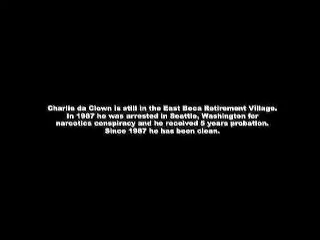 Charlie da Clown is still in the East Boca Retirement Village.
In 1987 he was arrested in Seattle, Washington for
narcotics conspiracy and he received 5 years probation.
Since 1987 he has been clean.